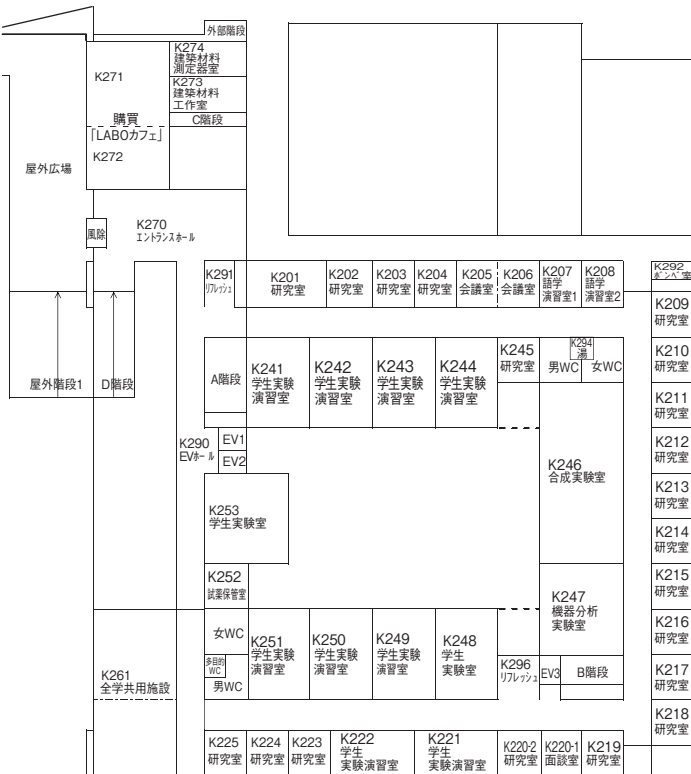 外部階段
K274
建築材料
測定器室
K271
K273
建築材料
工作室
購買
C階段
「LABOカフェ」
K272
屋外広場
風除
K270
エントランスホール
K291
リフレッシュ
K201
研究室
K202
研究室
K203
研究室
K204
研究室
K205
会議室
K206
会議室
K207
語学
演習室1
K208
語学
演習室2
K292
ボンベ室
K209
研究室
屋外階段1
D階段
A階段
K241
学生実験
演習室
K242
学生実験
演習室
K243
学生実験
演習室
K244
学生実験
演習室
K245
研究室
K294
湯
男WC
女WC
K210
研究室
K211
研究室
K290
EVホール
EV1
EV2
K212
研究室
K246
合成実験室
K253
学生実験室
K213
研究室
K214
研究室
K252
試薬保管室
K247
機器分析
実験室
K215
研究室
女WC
多目的
WC
男WC
K251
学生実験
演習室
K250
学生実験
演習室
K249
学生実験
演習室
K248
学生
実験室
K296
リフレッシュ
EV3
B階段
K216
研究室
K217
研究室
K261
全学共用施設
K218
研究室
K225
研究室
K224
研究室
K223
研究室
K222
学生
実験演習室
K221
学生
実験演習室
K220-2
研究室
K220-1
面談室
K219
研究室